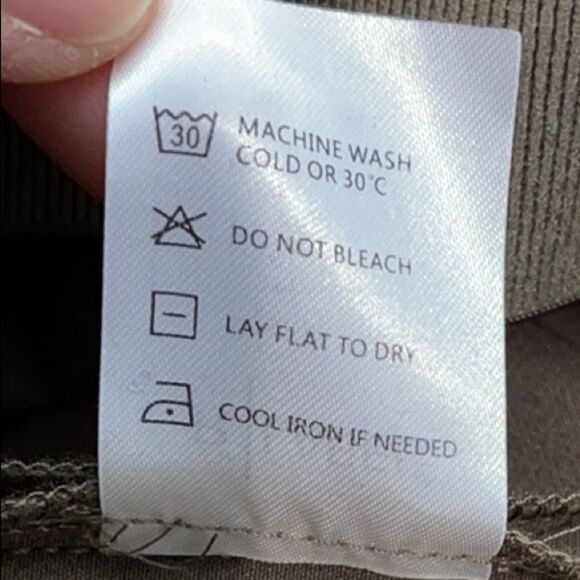 30 MACHINE WASH
COLD OR 30°C
DO NOT BLEACH
LAY FLAT TO DRY
COOL IRON IF NEEDED